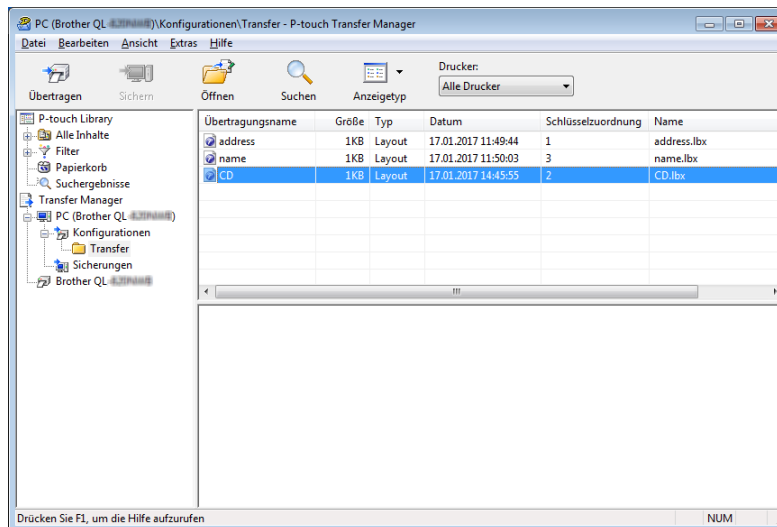 PC (Brother QL-)\Konfigurationen\Transfer - P-touch Transfer Manager
Datei Bearbeiten Ansicht Extras Hilfe
Drucker:
Alle Drucker
Übertragen Sichern Öffnen Suchen Anzeigetyp
P-touch Library
Alle Inhalte
Filter
Papierkorb
Suchergebnisse
Transfer Manager
PC (Brother QL-)
Konfigurationen
Transfer
Sicherungen
Brother QL-
Übertragungsname Größe Typ Datum Schlüsselzuordnung Name
address 1KB Layout 17.01.2017 11:49:44 1 address.lbx
name 1KB Layout 17.01.2017 11:50:03 3 name.lbx
CD 1KB Layout 17.01.2017 14:45:55 2 CD.lbx
Drücken Sie F1, um die Hilfe aufzurufen NUM